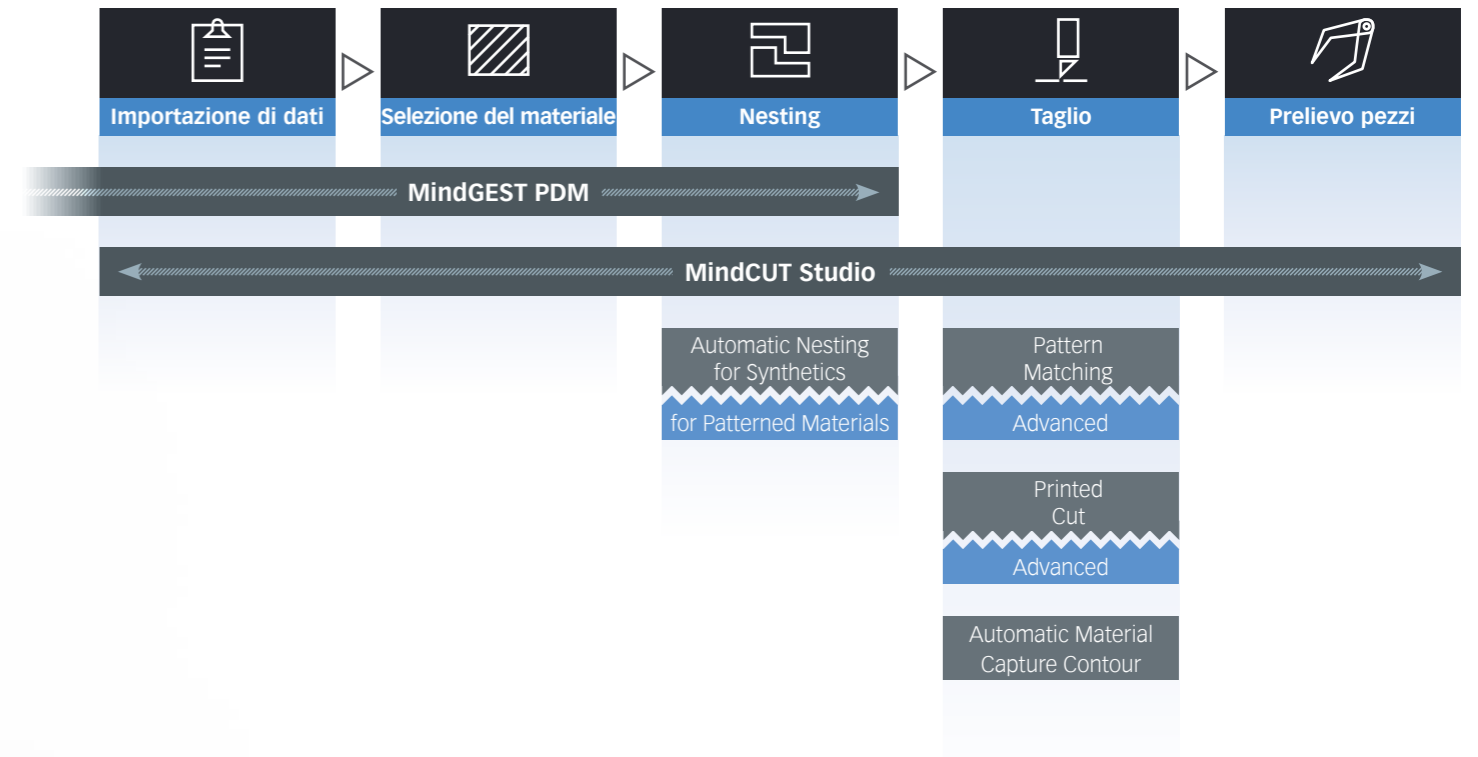 Importazione di dati
Selezione del materiale
Nesting
Taglio
Prelievo pezzi
MindGEST PDM
MindCUT Studio
Automatic Nesting
for Synthetics
for Patterned Materials
Pattern
Matching
Advanced
Printed
Cut
Advanced
Automatic Material
Capture Contour